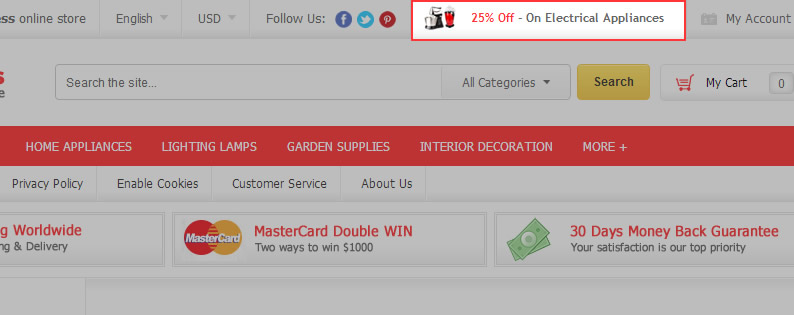 ess online store English USD Follow Us: 25% Off - On Electrical Appliances My Account
s
e
Search the site... All Categories Search My Cart 0
HOME APPLIANCES LIGHTING LAMPS GARDEN SUPPLIES INTERIOR DECORATION MORE +
Privacy Policy Enable Cookies Customer Service About Us
g Worldwide
ng & Delivery
MasterCard
MasterCard Double WIN
Two ways to win $1000
30 Days Money Back Guarantee
Your satisfaction is our top priority